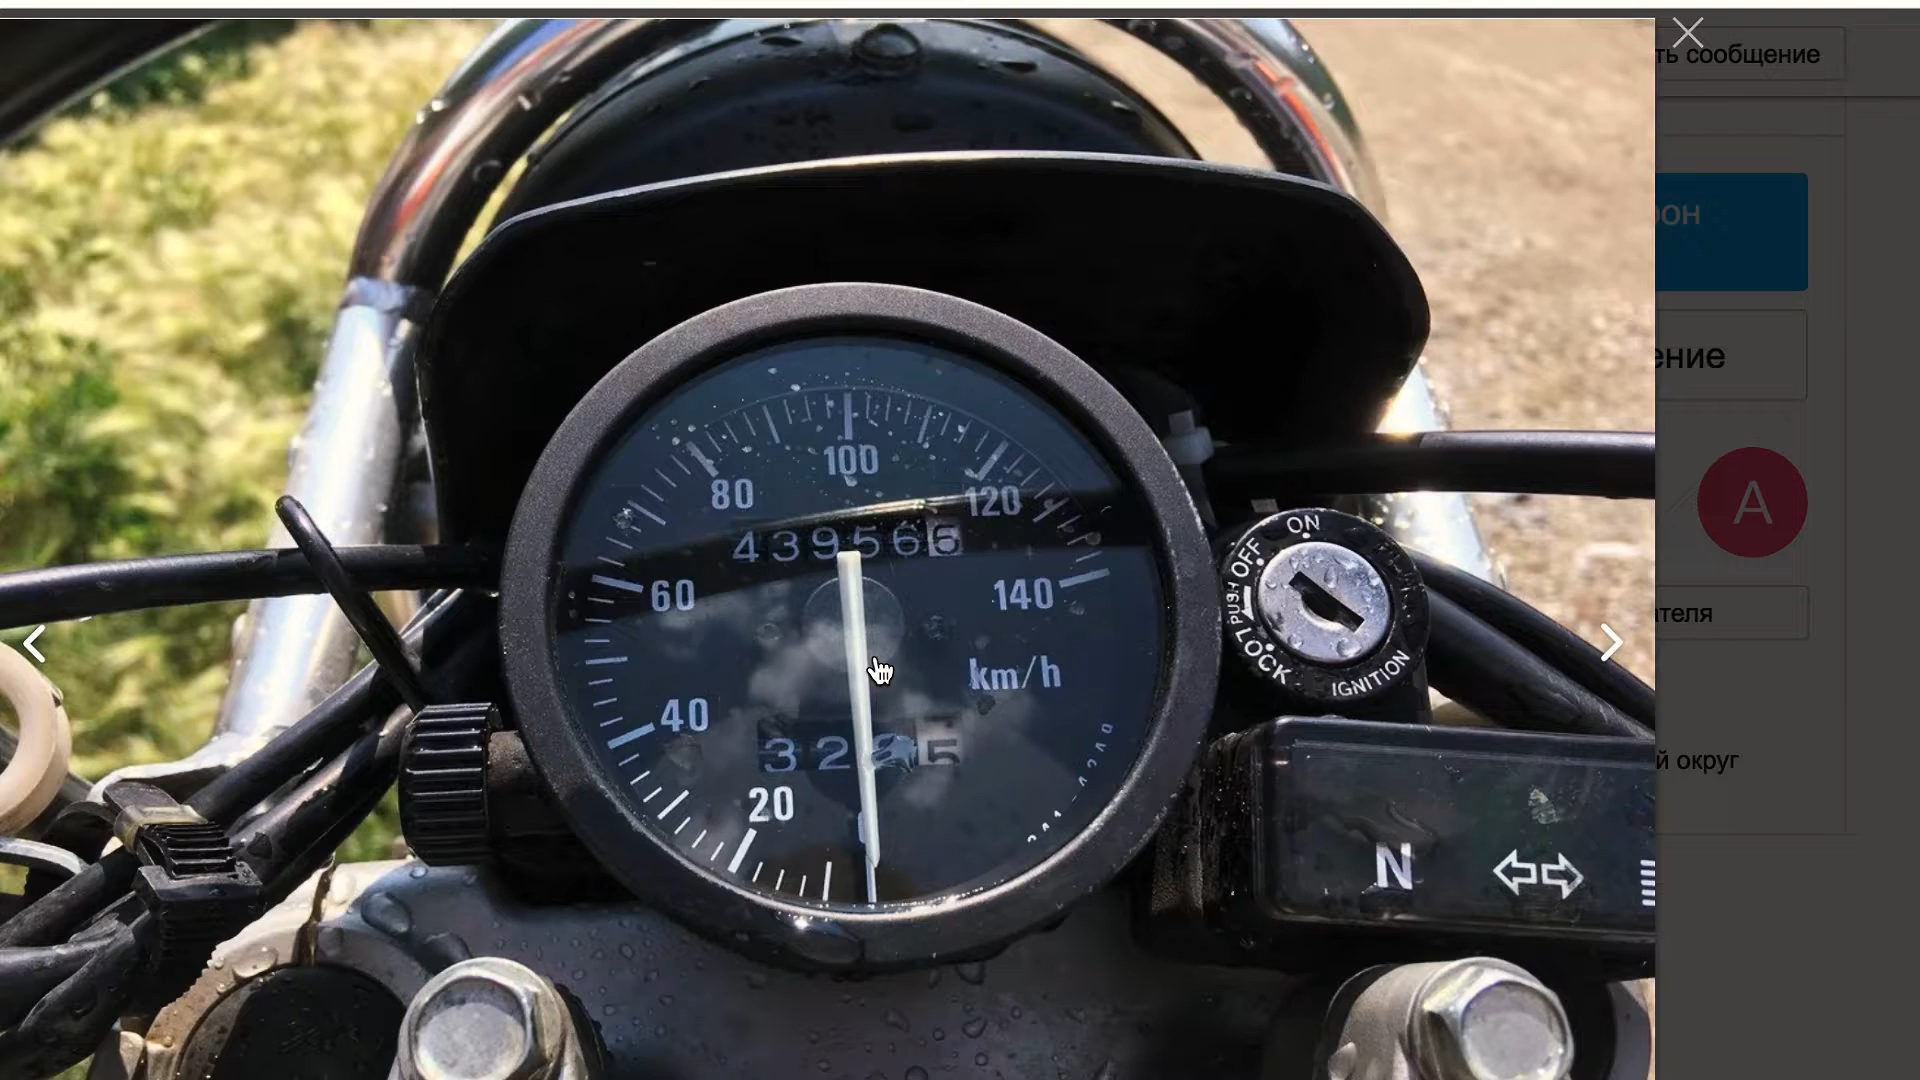 ть сообщение
он
ение
А
ателя
й округ
100
80
120
439566
60
140
km/h
40
20
ON
OFF
PUSH
LOCK
IGNITION
N